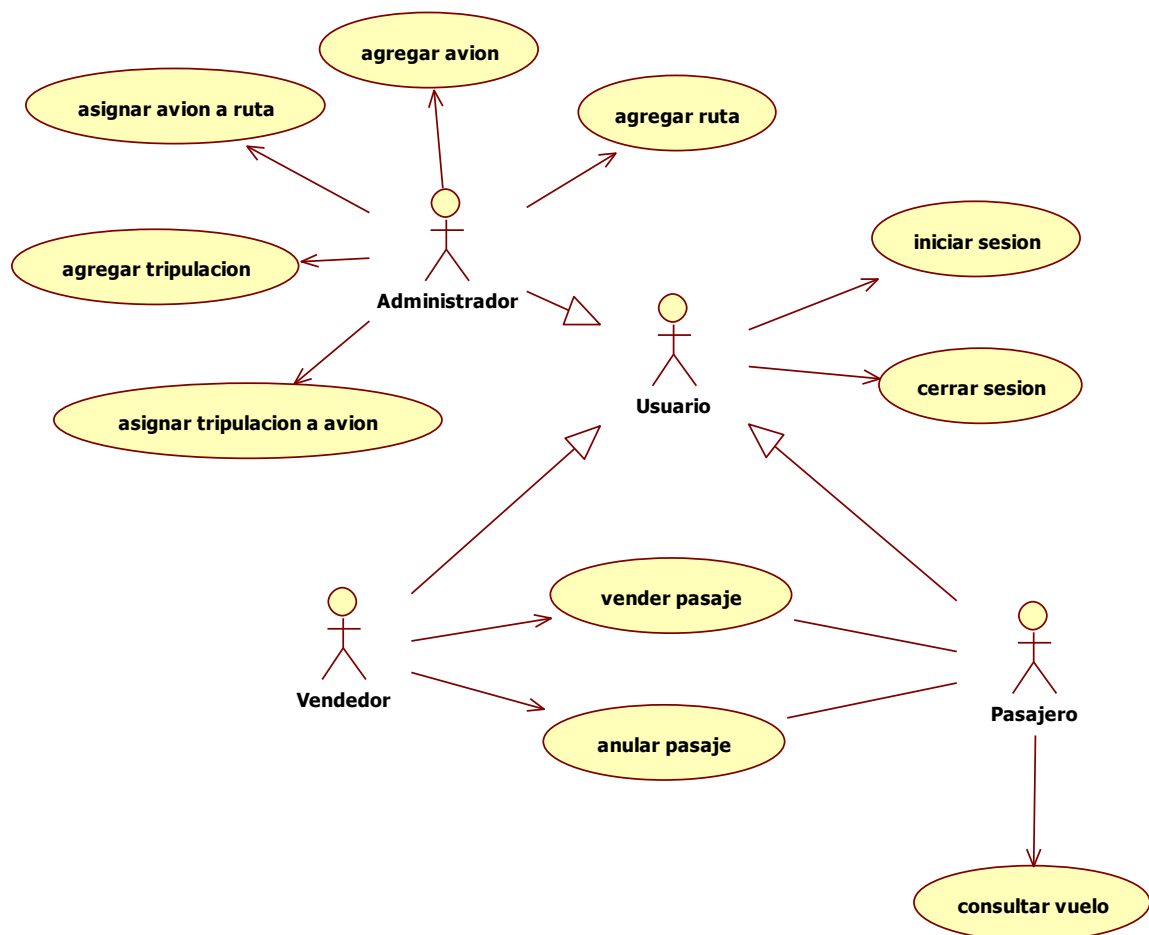 agregar avion
asignar avion a ruta
agregar ruta
iniciar sesion
agregar tripulacion
Administrador
cerrar sesion
Usuario
asignar tripulacion a avion
vender pasaje
Vendedor
Pasajero
anular pasaje
consultar vuelo